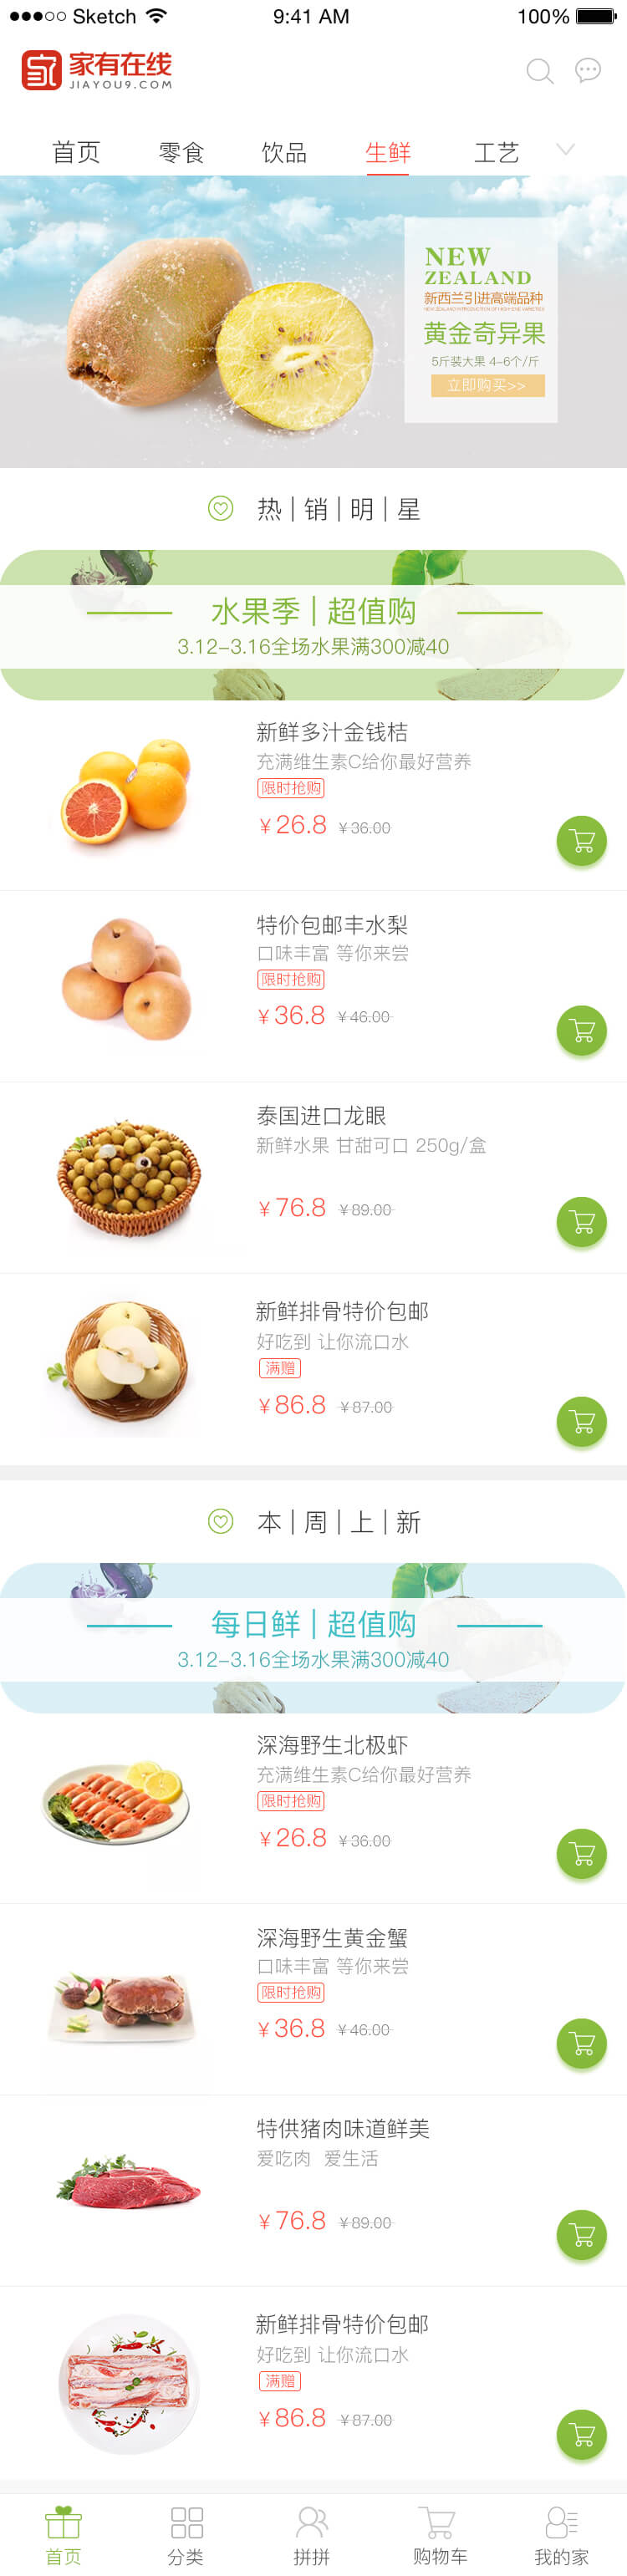 Sketch 9:41 AM 100%
家有在线
JIAYOU9.COM
首页 零食 饮品 生鲜 工艺
NEW
ZEALAND
新西兰引进高端品种
NEW ZEALAND INTRODUCTION OF HIGH-END VARIETIES
黄金奇异果
5斤装大果 4-6个/斤
立即购买>>
热 | 销 | 明 | 星
水果季 | 超值购
3.12-3.16全场水果满300减40
新鲜多汁金钱桔
充满维生素C给你最好营养
限时抢购
¥26.8 ¥36.00
特价包邮丰水梨
口味丰富 等你来尝
限时抢购
¥36.8 ¥46.00
泰国进口龙眼
新鲜水果 甘甜可口 250g/盒
¥76.8 ¥89.00
新鲜排骨特价包邮
好吃到 让你流口水
满赠
¥86.8 ¥87.00
本 | 周 | 上 | 新
每日鲜 | 超值购
3.12-3.16全场水果满300减40
深海野生北极虾
充满维生素C给你最好营养
限时抢购
¥26.8 ¥36.00
深海野生黄金蟹
口味丰富 等你来尝
限时抢购
¥36.8 ¥46.00
特供猪肉味道鲜美
爱吃肉 爱生活
¥76.8 ¥89.00
新鲜排骨特价包邮
好吃到 让你流口水
满赠
¥86.8 ¥87.00
首页 分类 拼拼 购物车 我的家